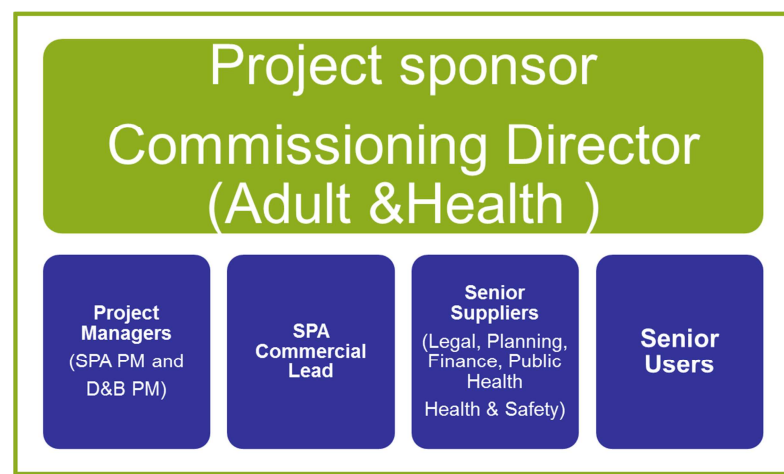 Project sponsor
Commissioning Director
(Adult &Health )
Project
Managers
(SPA PM and
D&B PM)
SPA
Commercial
Lead
Senior
Suppliers
(Legal, Planning,
Finance, Public
Health
Health & Safety)
Senior
Users